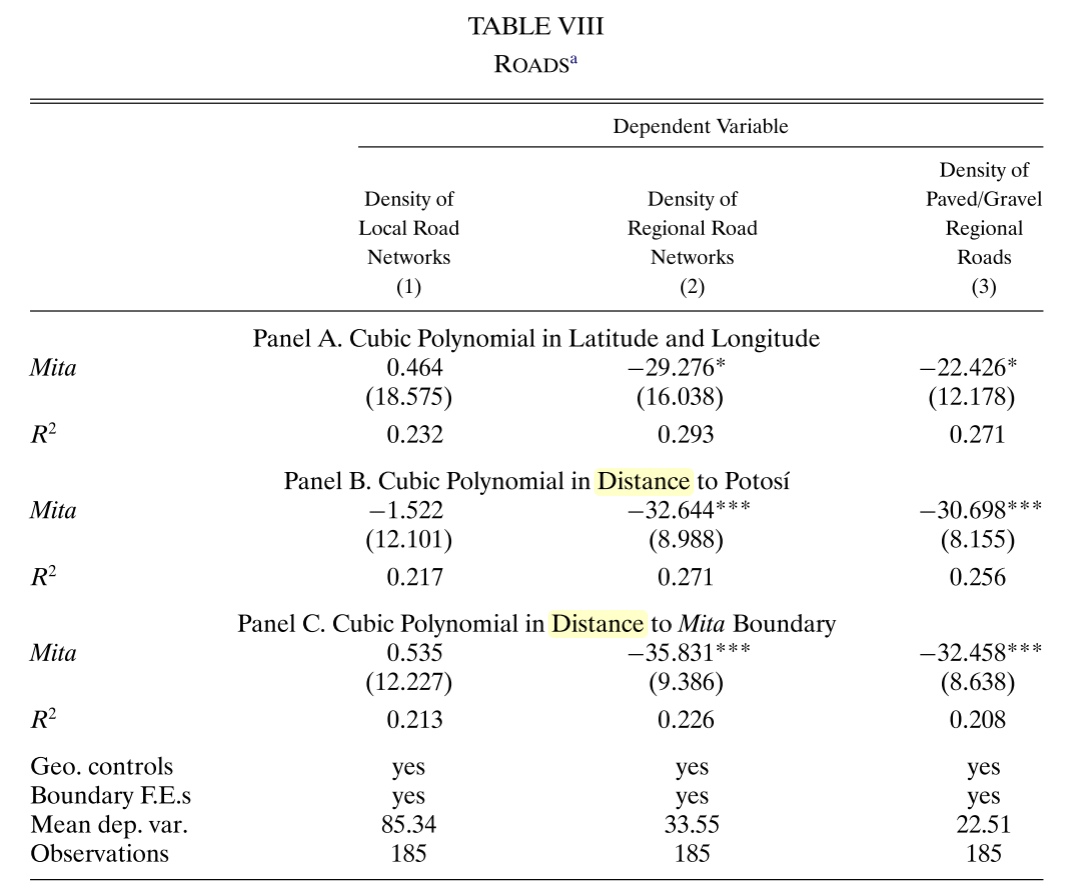 TABLE VIII
ROADSa
Dependent Variable
Density of Local Road Networks (1)
Density of Regional Road Networks (2)
Density of Paved/Gravel Regional Roads (3)
Panel A. Cubic Polynomial in Latitude and Longitude
Mita 0.464 −29.276* −22.426*
(18.575) (16.038) (12.178)
R2 0.232 0.293 0.271
Panel B. Cubic Polynomial in Distance to Potosí
Mita −1.522 −32.644*** −30.698***
(12.101) (8.988) (8.155)
R2 0.217 0.271 0.256
Panel C. Cubic Polynomial in Distance to Mita Boundary
Mita 0.535 −35.831*** −32.458***
(12.227) (9.386) (8.638)
R2 0.213 0.226 0.208
Geo. controls yes yes yes
Boundary F.E.s yes yes yes
Mean dep. var. 85.34 33.55 22.51
Observations 185 185 185